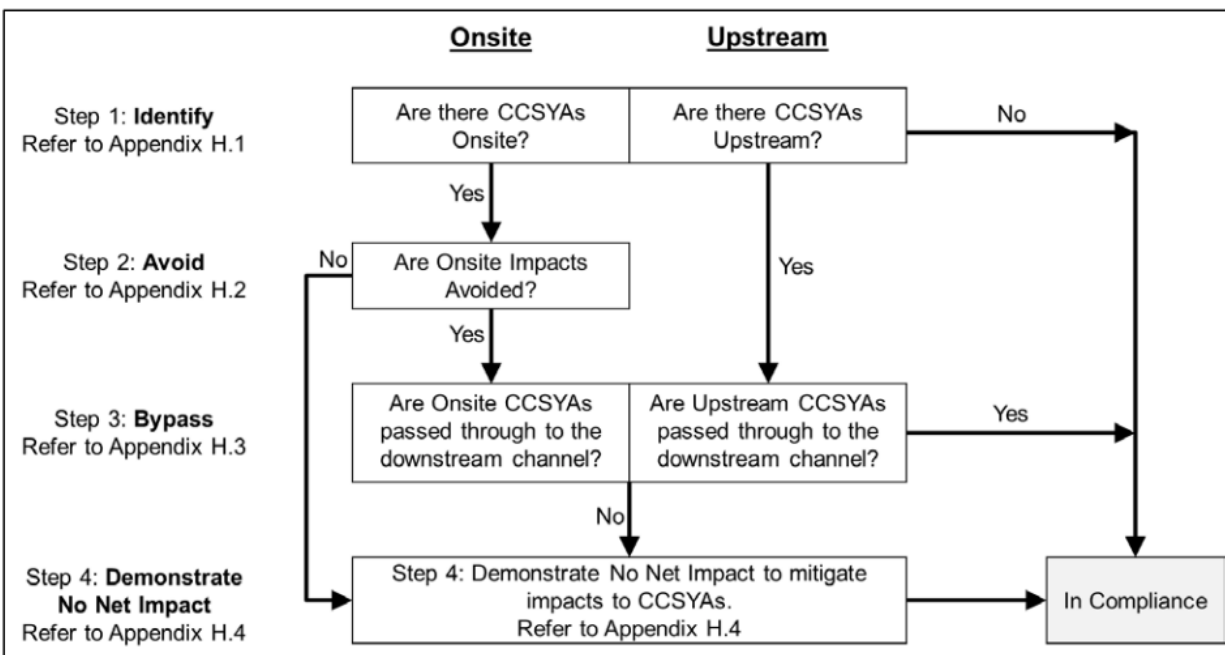 Onsite
Upstream
Step 1: Identify
Refer to Appendix H.1
Are there CCSYAs
Onsite?
Are there CCSYAs
Upstream?
No
Yes
Step 2: Avoid
Refer to Appendix H.2
No
Are Onsite Impacts
Avoided?
Yes
Yes
Step 3: Bypass
Refer to Appendix H.3
Are Onsite CCSYAs
passed through to the
downstream channel?
Are Upstream CCSYAs
passed through to the
downstream channel?
Yes
No
Step 4: Demonstrate
No Net Impact
Refer to Appendix H.4
Step 4: Demonstrate No Net Impact to mitigate
impacts to CCSYAs.
Refer to Appendix H.4
In Compliance